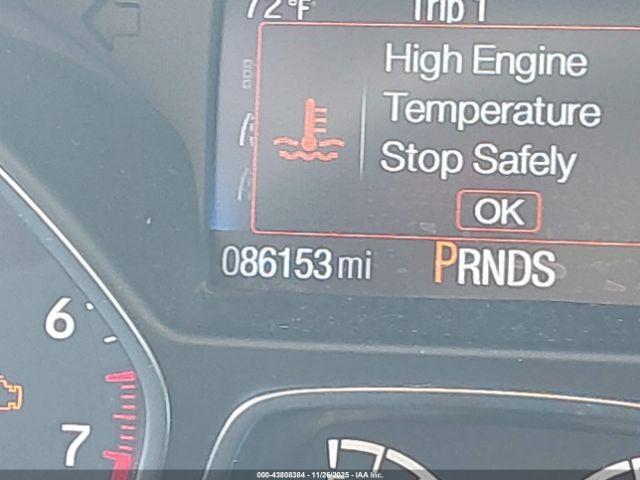 72°F Trip 1
High Engine
Temperature
Stop Safely
OK
086153 mi PRNDS
6
7
000-43808384 - 11/26/2025 - IAA Inc.